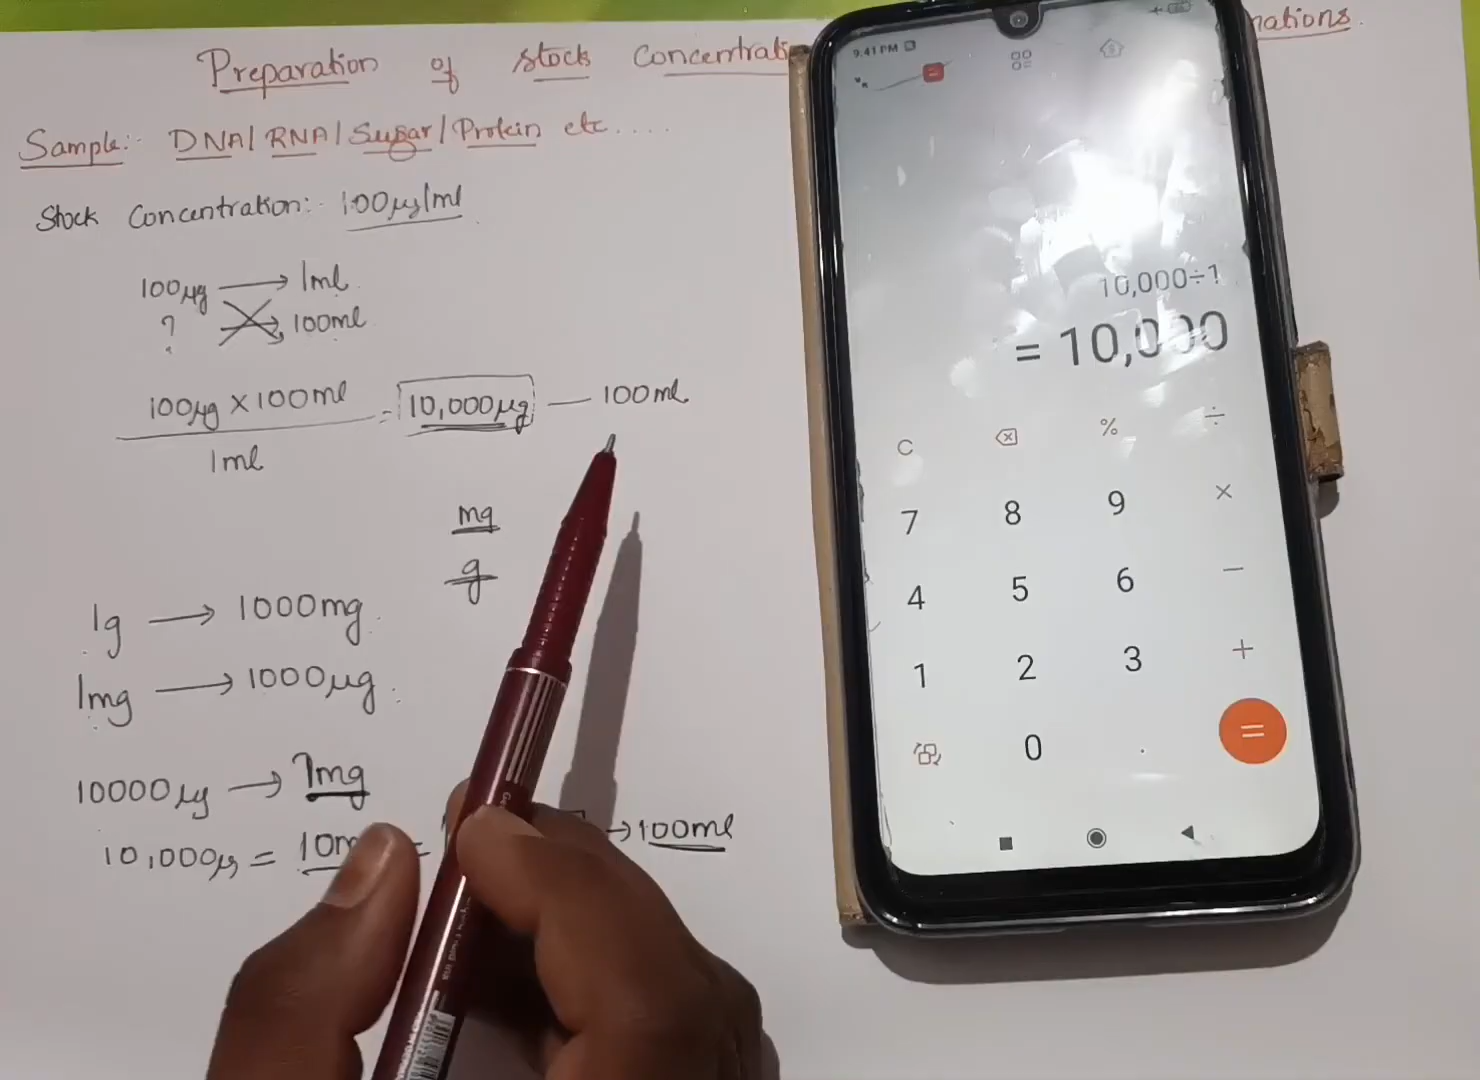 Preparation of Stock Concentrati
Sample:- DNA/ RNA/ Sugar/ Protein etc.....
Stock Concentration:- 100µg/ml
100µg → 1ml
? → 100ml
100µg × 100ml = 10,000µg — 100ml
1ml
mg
g
1g → 1000mg
1mg → 1000µg
10000µg → ?mg
10,000µg = 10m = → 100ml
9:41 PM
10,000÷1
= 10,000
C % ÷
7 8 9 ×
4 5 6 −
1 2 3 +
0 . =